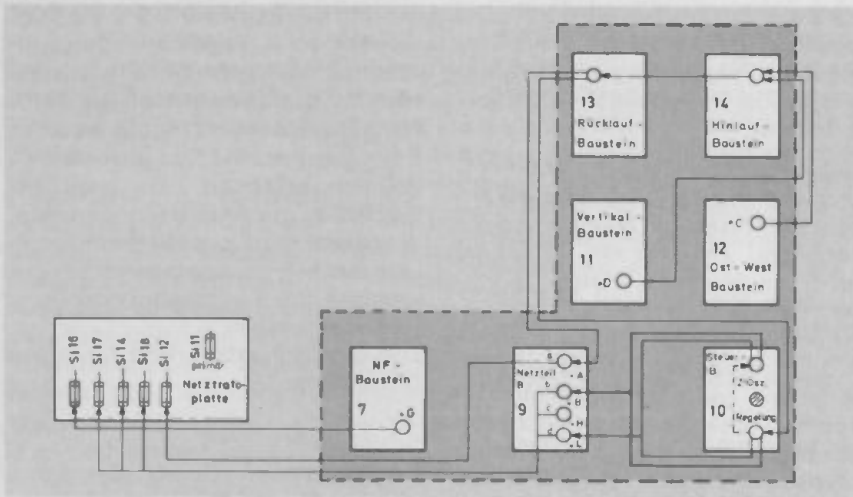 13
Rücklauf-
Baustein
14
Hinlauf-
Baustein
Vertikal-
Baustein
11
+D
+C
12
Ost-West
Baustein
Si 16
Si 17
Si 14
Si 18
Si 12
Si 11
primär
Netztrafo-
platte
NF-
Baustein
7
+G
Netzteil
B
9
a
+A
b
+B
c
+H
d
+L
Steuer-
B
10
Regelung